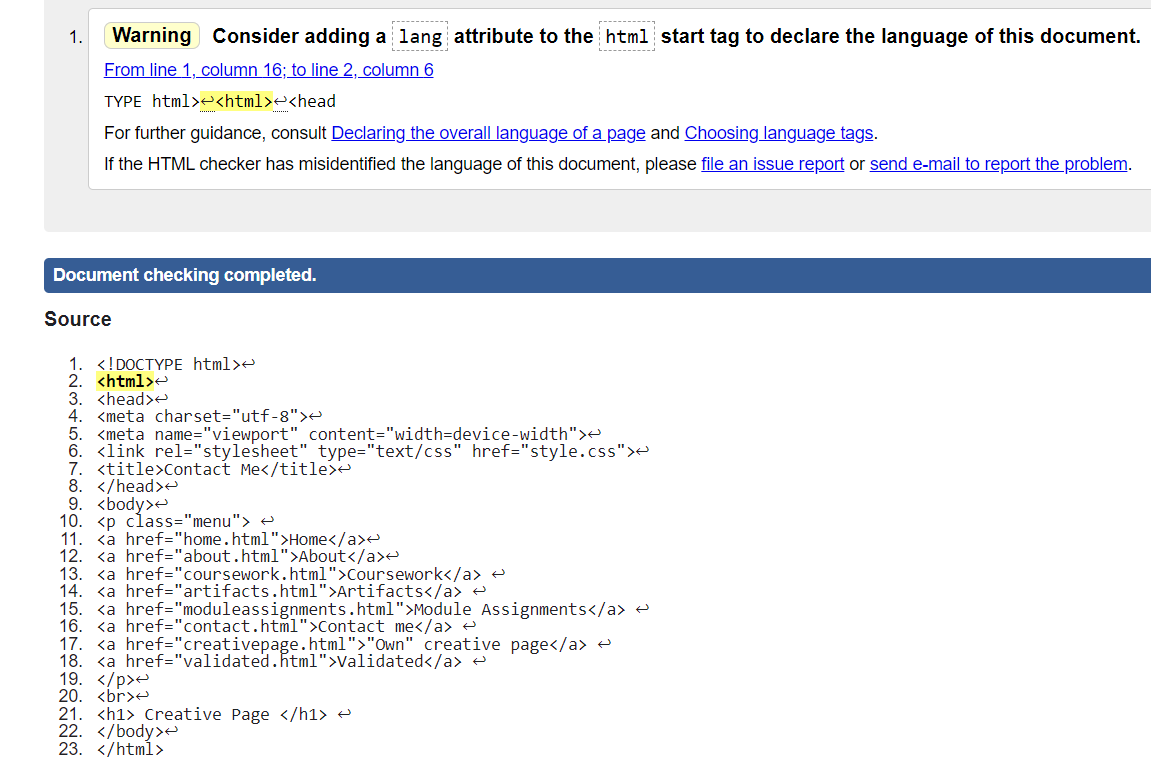 1. Warning Consider adding a lang attribute to the html start tag to declare the language of this document.
From line 1, column 16; to line 2, column 6
TYPE html>↩<html>↩<head
For further guidance, consult Declaring the overall language of a page and Choosing language tags.
If the HTML checker has misidentified the language of this document, please file an issue report or send e-mail to report the problem.
Document checking completed.
Source
1. <!DOCTYPE html>↩
2. <html>↩
3. <head>↩
4. <meta charset="utf-8">↩
5. <meta name="viewport" content="width=device-width">↩
6. <link rel="stylesheet" type="text/css" href="style.css">↩
7. <title>Contact Me</title>↩
8. </head>↩
9. <body>↩
10. <p class="menu"> ↩
11. <a href="home.html">Home</a>↩
12. <a href="about.html">About</a>↩
13. <a href="coursework.html">Coursework</a> ↩
14. <a href="artifacts.html">Artifacts</a> ↩
15. <a href="moduleassignments.html">Module Assignments</a> ↩
16. <a href="contact.html">Contact me</a> ↩
17. <a href="creativepage.html">"Own" creative page</a> ↩
18. <a href="validated.html">Validated</a> ↩
19. </p>↩
20. <br>↩
21. <h1> Creative Page </h1> ↩
22. </body>↩
23. </html>